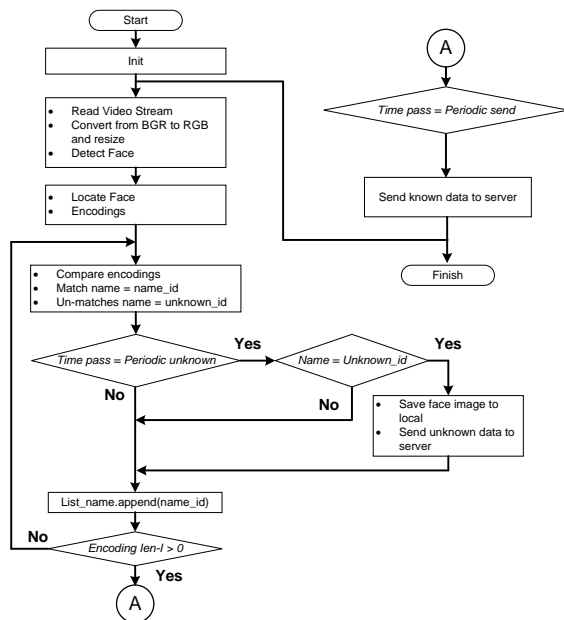 Start
Init
• Read Video Stream
• Convert from BGR to RGB
and resize
• Detect Face
• Locate Face
• Encodings
• Compare encodings
• Match name = name_id
• Un-matches name = unknown_id
Time pass = Periodic unknown
Yes
No
Name = Unknown_id
Yes
No
• Save face image to
local
• Send unknown data to
server
List_name.append(name_id)
Encoding len-l > 0
No
Yes
A
A
Time pass = Periodic send
Send known data to server
Finish